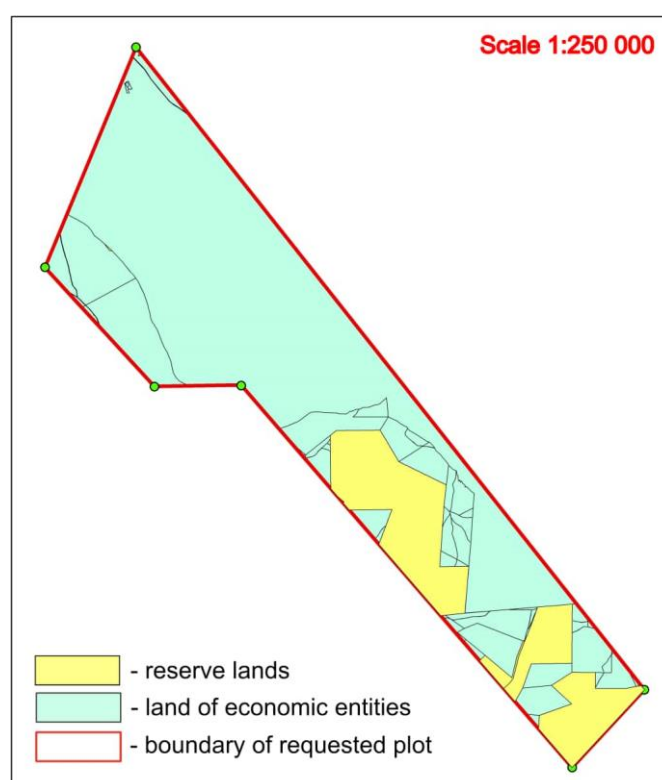 Scale 1:250 000
- reserve lands
- land of economic entities
- boundary of requested plot